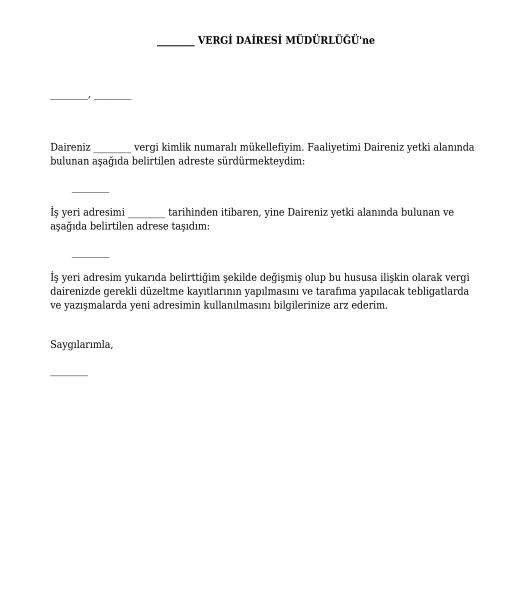 ________ VERGİ DAİRESİ MÜDÜRLÜĞÜ'ne
________, ________
Daireniz ________ vergi kimlik numaralı mükellefiyim. Faaliyetimi Daireniz yetki alanında
bulunan aşağıda belirtilen adreste sürdürmekteydim:
________
İş yeri adresimi ________ tarihinden itibaren, yine Daireniz yetki alanında bulunan ve
aşağıda belirtilen adrese taşıdım:
________
İş yeri adresim yukarıda belirttiğim şekilde değişmiş olup bu hususa ilişkin olarak vergi
dairenizde gerekli düzeltme kayıtlarının yapılmasını ve tarafıma yapılacak tebligatlarda
ve yazışmalarda yeni adresimin kullanılmasını bilgilerinize arz ederim.
Saygılarımla,
________